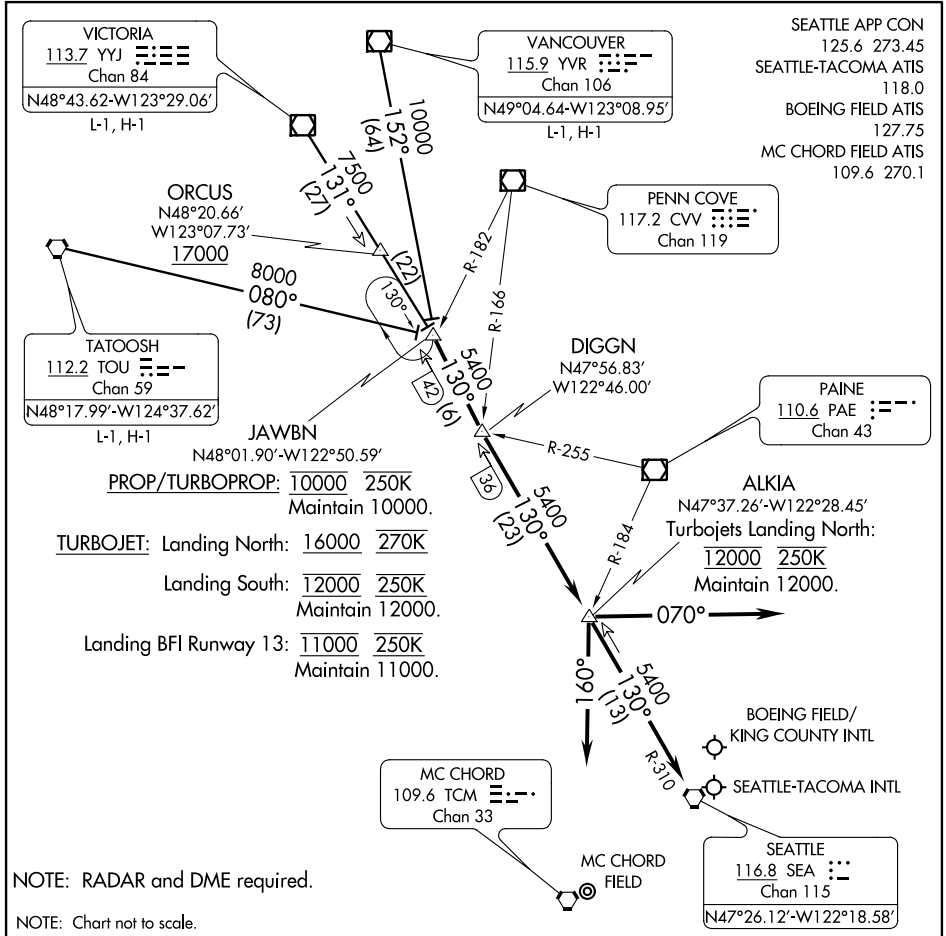 VICTORIA
113.7 YYJ
Chan 84
N48°43.62-W123°29.06'
L-1, H-1
VANCOUVER
115.9 YVR
Chan 106
N49°04.64-W123°08.95'
L-1, H-1
SEATTLE APP CON
125.6 273.45
SEATTLE-TACOMA ATIS
118.0
BOEING FIELD ATIS
127.75
MC CHORD FIELD ATIS
109.6 270.1
10000
152°
(64)
7500
131°
(27)
ORCUS
N48°20.66'
W123°07.73'
17000
PENN COVE
117.2 CVV
Chan 119
R-182
R-166
(22)
8000
080°
(73)
130°
TATOOSH
112.2 TOU
Chan 59
N48°17.99'-W124°37.62'
L-1, H-1
5400
130°
(6)
42
DIGGN
N47°56.83'
W122°46.00'
PAINE
110.6 PAE
Chan 43
R-255
R-184
JAWBN
N48°01.90'-W122°50.59'
PROP/TURBOPROP: 10000 250K
Maintain 10000.
TURBOJET: Landing North: 16000 270K
Landing South: 12000 250K
Maintain 12000.
Landing BFI Runway 13: 11000 250K
Maintain 11000.
36
5400
130°
(23)
ALKIA
N47°37.26'-W122°28.45'
Turbojets Landing North:
12000 250K
Maintain 12000.
070°
160°
5400
130°
(13)
R-310
BOEING FIELD/
KING COUNTY INTL
SEATTLE-TACOMA INTL
MC CHORD
109.6 TCM
Chan 33
MC CHORD
FIELD
SEATTLE
116.8 SEA
Chan 115
N47°26.12'-W122°18.58'
NOTE: RADAR and DME required.
NOTE: Chart not to scale.